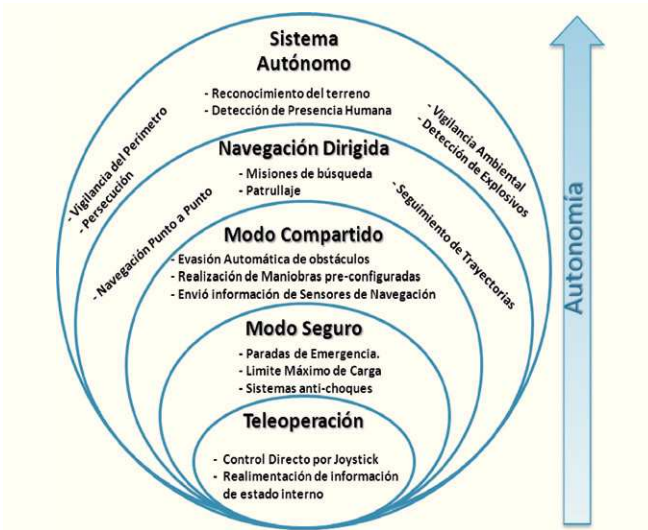 Sistema
Autónomo
- Reconocimiento del terreno
- Detección de Presencia Humana
- Vigilancia del Perímetro
- Persecución
- Vigilancia Ambiental
- Detección de Explosivos
Navegación Dirigida
- Misiones de búsqueda
- Patrullaje
- Navegación Punto a Punto
- Seguimiento de Trayectorias
Modo Compartido
- Evasión Automática de obstáculos
- Realización de Maniobras pre-configuradas
- Envió información de Sensores de Navegación
Modo Seguro
- Paradas de Emergencia.
- Limite Máximo de Carga
- Sistemas anti-choques
Teleoperación
- Control Directo por Joystick
- Realimentación de información
de estado interno
Autonomía